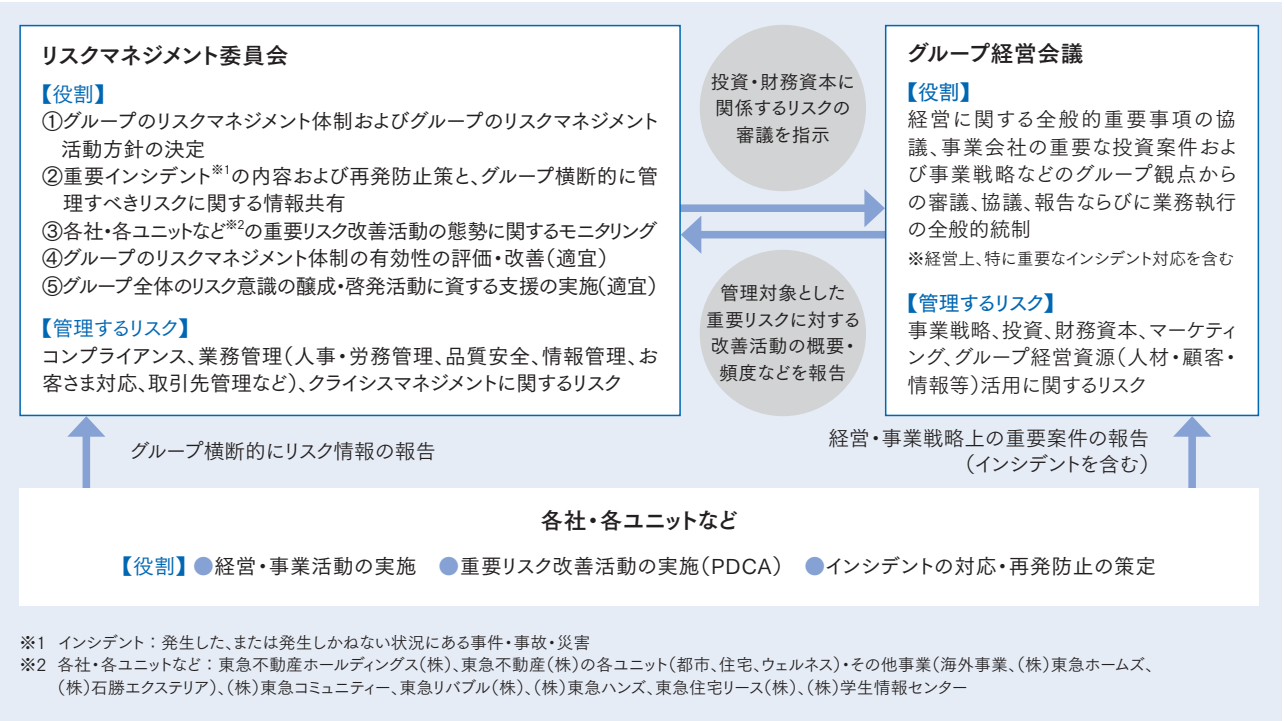 リスクマネジメント委員会
【役割】
①グループのリスクマネジメント体制およびグループのリスクマネジメント
活動方針の決定
②重要インシデント※1の内容および再発防止策と、グループ横断的に管
理すべきリスクに関する情報共有
③各社・各ユニットなど※2の重要リスク改善活動の態勢に関するモニタリング
④グループのリスクマネジメント体制の有効性の評価・改善(適宜)
⑤グループ全体のリスク意識の醸成・啓発活動に資する支援の実施(適宜)
【管理するリスク】
コンプライアンス、業務管理(人事・労務管理、品質安全、情報管理、お
客さま対応、取引先管理など)、クライシスマネジメントに関するリスク
投資・財務資本に
関係するリスクの
審議を指示
管理対象とした
重要リスクに対する
改善活動の概要・
頻度などを報告
グループ経営会議
【役割】
経営に関する全般的重要事項の協
議、事業会社の重要な投資案件およ
び事業戦略などのグループ観点から
の審議、協議、報告ならびに業務執行
の全般的統制
※経営上、特に重要なインシデント対応を含む
【管理するリスク】
事業戦略、投資、財務資本、マーケティ
ング、グループ経営資源(人材・顧客・
情報等)活用に関するリスク
グループ横断的にリスク情報の報告
経営・事業戦略上の重要案件の報告
(インシデントを含む)
各社・各ユニットなど
【役割】●経営・事業活動の実施 ●重要リスク改善活動の実施(PDCA) ●インシデントの対応・再発防止の策定
※1 インシデント:発生した、または発生しかねない状況にある事件・事故・災害
※2 各社・各ユニットなど:東急不動産ホールディングス(株)、東急不動産(株)の各ユニット(都市、住宅、ウェルネス)・その他事業(海外事業、(株)東急ホームズ、
(株)石勝エクステリア)、(株)東急コミュニティー、東急リバブル(株)、(株)東急ハンズ、東急住宅リース(株)、(株)学生情報センター